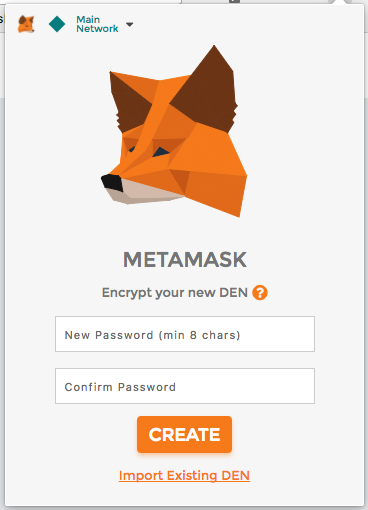 Main
Network
METAMASK
Encrypt your new DEN ?
New Password (min 8 chars)
Confirm Password
CREATE
Import Existing DEN